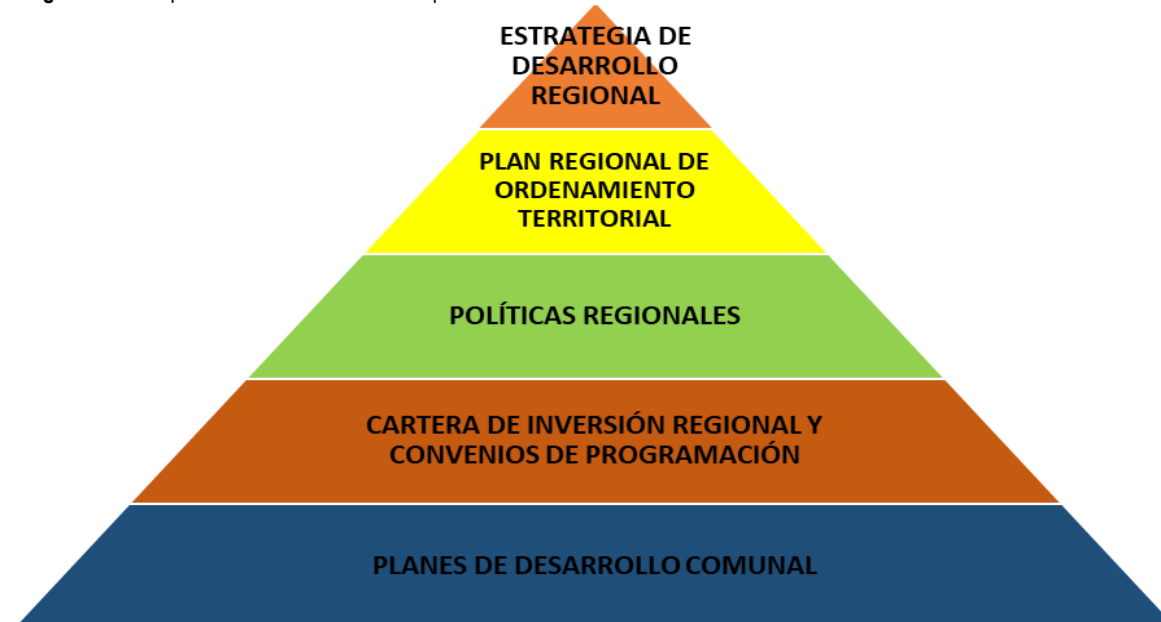 ESTRATEGIA DE
DESARROLLO
REGIONAL
PLAN REGIONAL DE
ORDENAMIENTO
TERRITORIAL
POLÍTICAS REGIONALES
CARTERA DE INVERSIÓN REGIONAL Y
CONVENIOS DE PROGRAMACIÓN
PLANES DE DESARROLLO COMUNAL